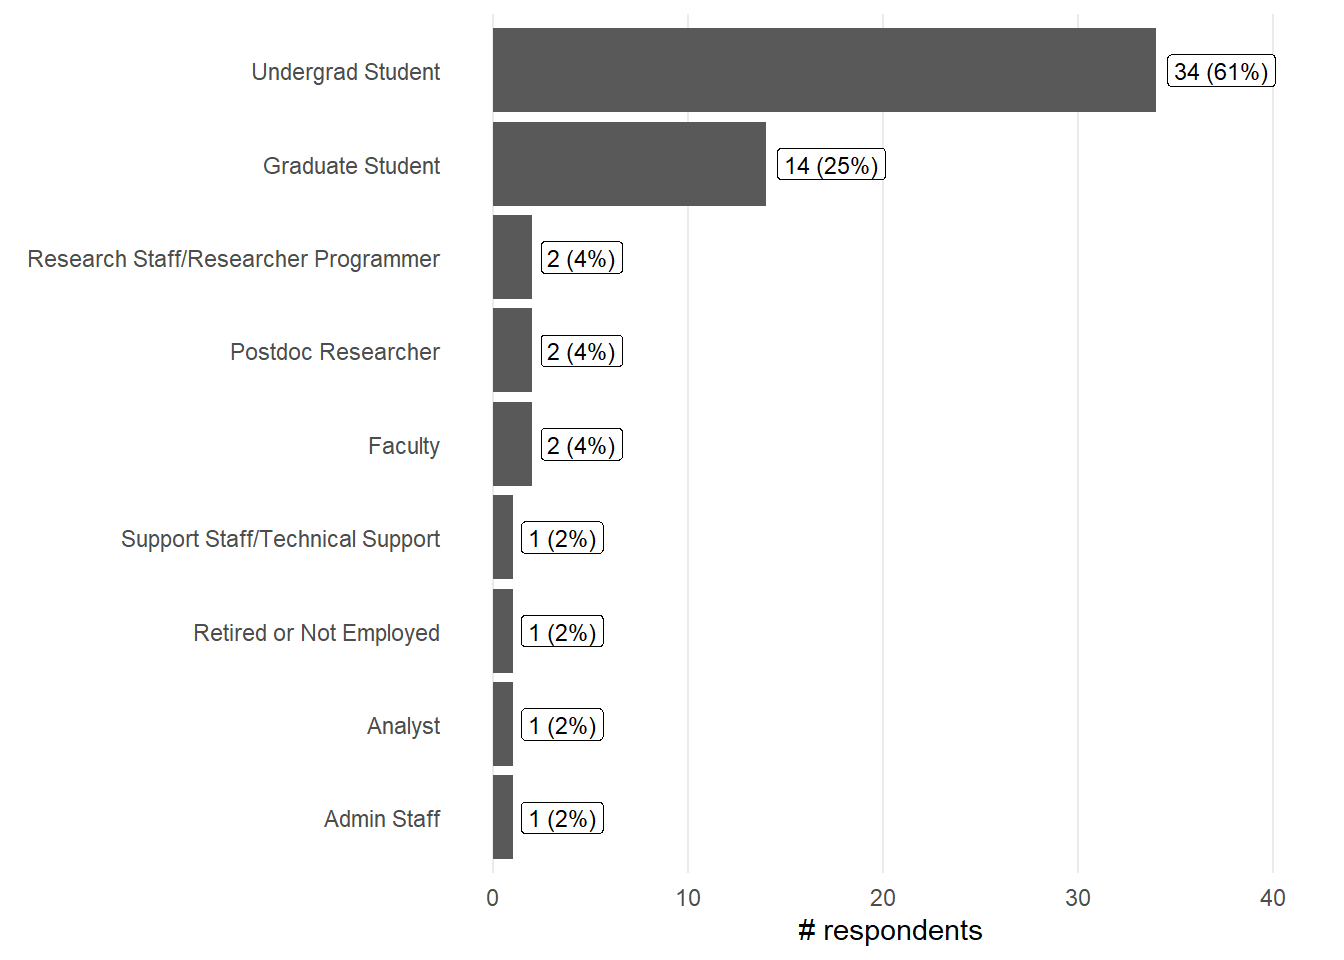 Undergrad Student 34 (61%)
Graduate Student 14 (25%)
Research Staff/Researcher Programmer 2 (4%)
Postdoc Researcher 2 (4%)
Faculty 2 (4%)
Support Staff/Technical Support 1 (2%)
Retired or Not Employed 1 (2%)
Analyst 1 (2%)
Admin Staff 1 (2%)
0 10 20 30 40
# respondents